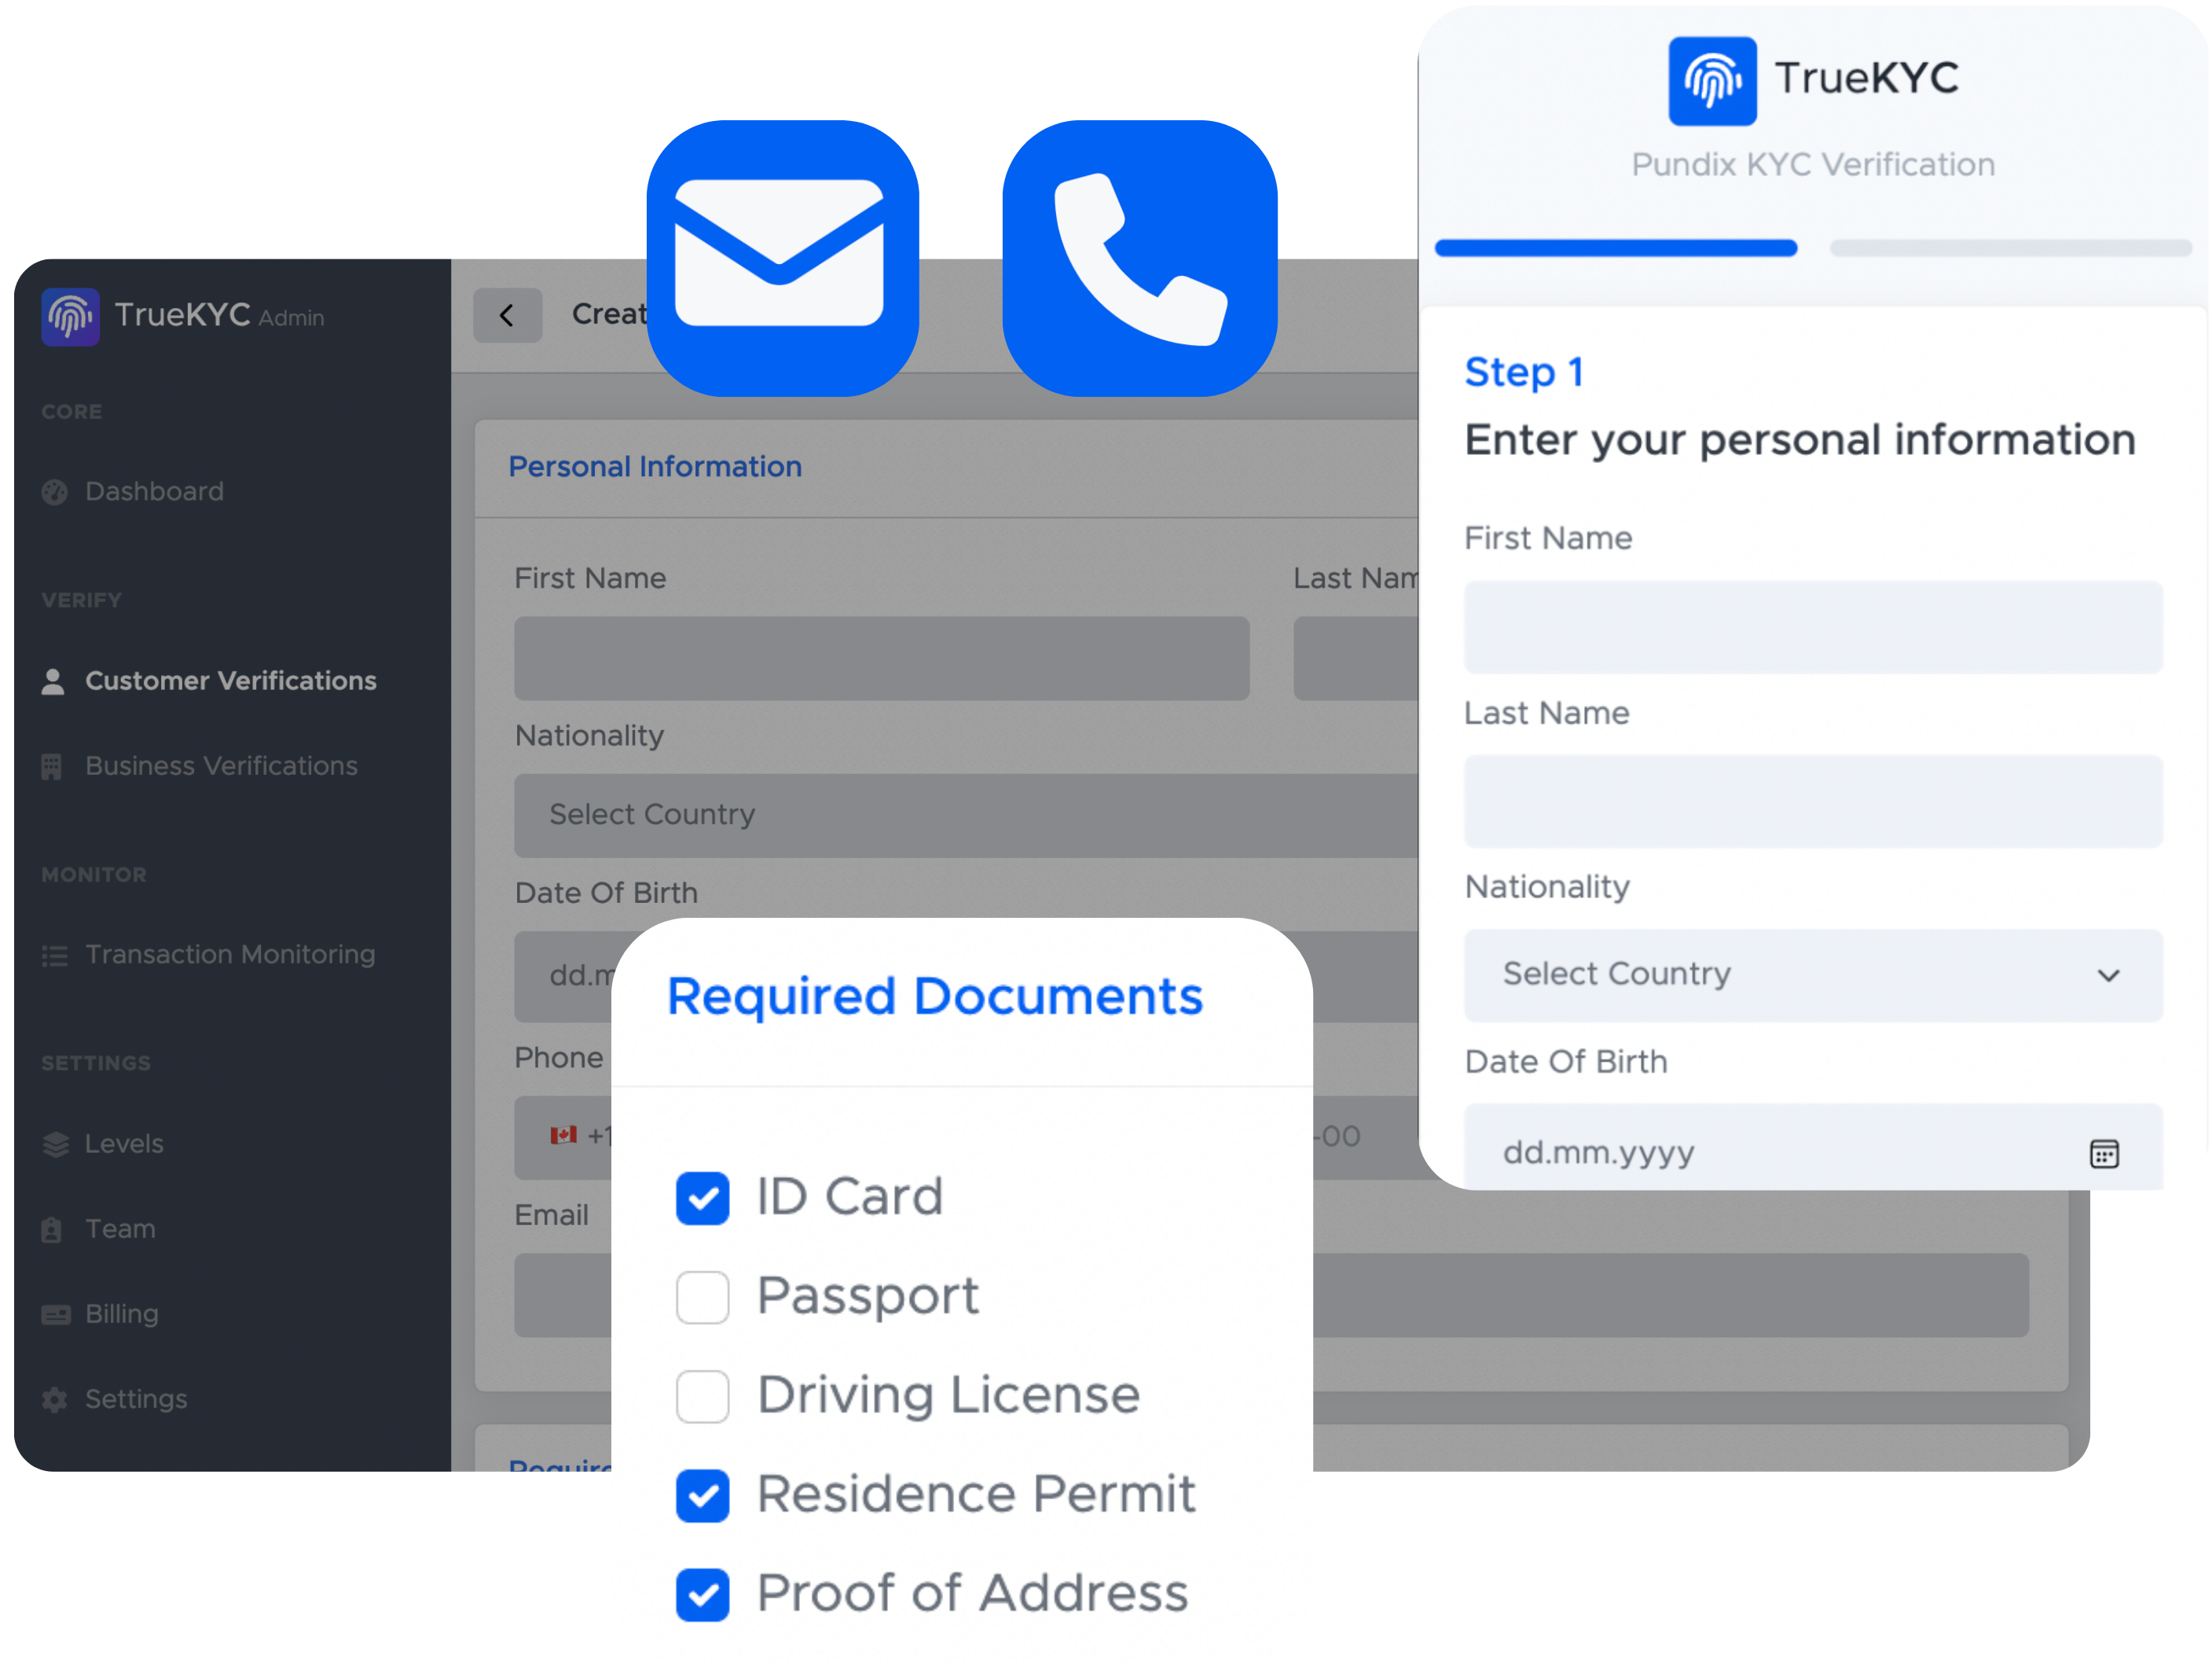 TrueKYC Admin
CORE
Dashboard
VERIFY
Customer Verifications
Business Verifications
MONITOR
Transaction Monitoring
SETTINGS
Levels
Team
Billing
Settings
Creat
Personal Information
First Name
Last Nam
Nationality
Select Country
Date Of Birth
dd.m
Phone
+1
-00
Email
Require
Required Documents
ID Card
Passport
Driving License
Residence Permit
Proof of Address
TrueKYC
Pundix KYC Verification
Step 1
Enter your personal information
First Name
Last Name
Nationality
Select Country
Date Of Birth
dd.mm.yyyy